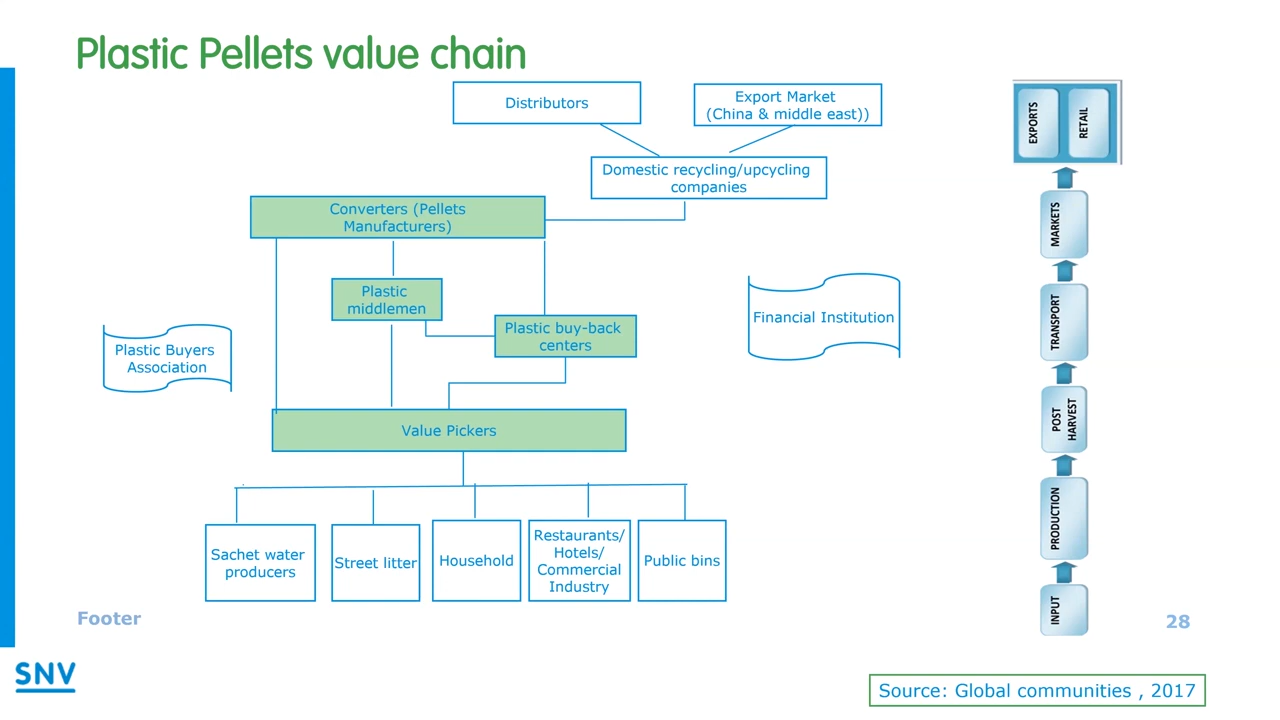 Plastic Pellets value chain
Distributors
Export Market
(China & middle east))
Domestic recycling/upcycling
companies
Converters (Pellets
Manufacturers)
Plastic
middlemen
Plastic buy-back
centers
Financial Institution
Plastic Buyers
Association
Value Pickers
Sachet water
producers
Street litter
Household
Restaurants/
Hotels/
Commercial
Industry
Public bins
EXPORTS
RETAIL
MARKETS
TRANSPORT
POST
HARVEST
PRODUCTION
INPUT
Footer
28
SNV
Source: Global communities , 2017